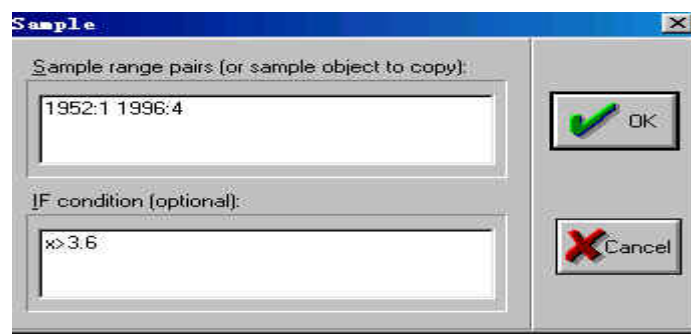 Sample
Sample range pairs (or sample object to copy):
1952:1 1996:4
OK
IF condition (optional):
x>3.6
Cancel